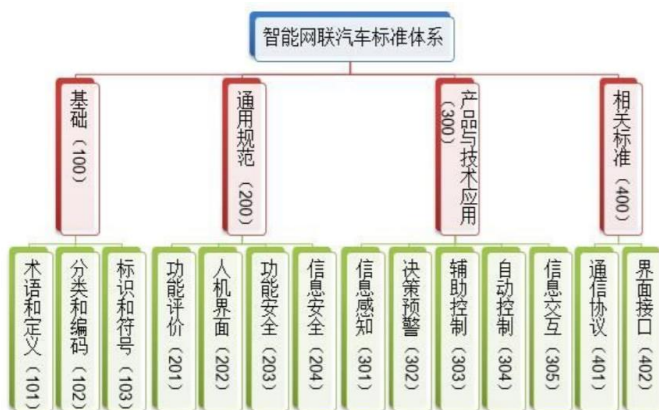 智能网联汽车标准体系
基础（100）
通用规范（200）
产品与技术应用
（300）
相关标准（400）
术语和定义（101）
分类和编码（102）
标识和符号（103）
功能评价（201）
人机界面（202）
功能安全（203）
信息安全（204）
信息感知（301）
决策预警（302）
辅助控制（303）
自动控制（304）
信息交互（305）
通信协议（401）
界面接口（402）